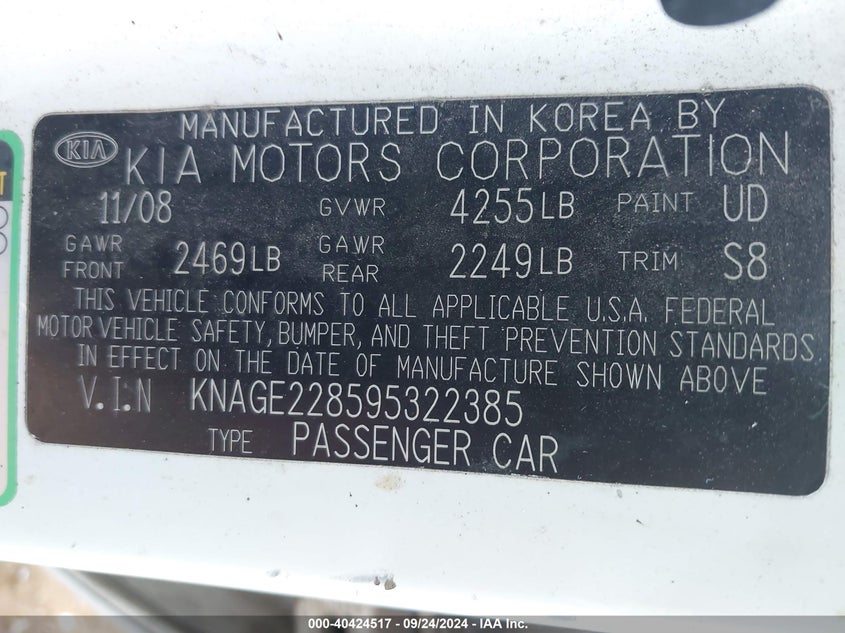 MANUFACTURED IN KOREA BY
KIA KIA MOTORS CORPORATION
11/08 GVWR 4255LB PAINT UD
GAWR FRONT 2469LB GAWR REAR 2249LB TRIM S8
THIS VEHICLE CONFORMS TO ALL APPLICABLE U.S.A. FEDERAL
MOTOR VEHICLE SAFETY, BUMPER, AND THEFT PREVENTION STANDARDS
IN EFFECT ON THE DATE OF MANUFACTURE SHOWN ABOVE
V.I.N KNAGE228595322385
TYPE PASSENGER CAR
000-40424517 - 09/24/2024 - IAA Inc.